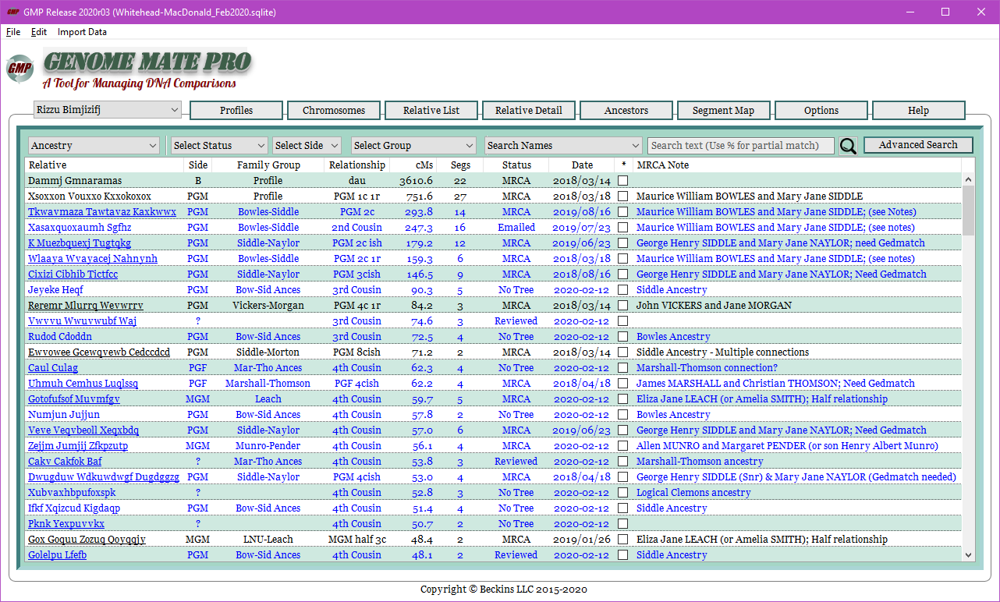 GMP GMP Release 2020r03 (Whitehead-MacDonald_Feb2020.sqlite)
File Edit Import Data
GMP GENOME MATE PRO
A Tool for Managing DNA Comparisons
Rizzu Bimjizifj Profiles Chromosomes Relative List Relative Detail Ancestors Segment Map Options Help
Ancestry Select Status Select Side Select Group Search Names Search text (Use % for partial match) Advanced Search
Relative Side Family Group Relationship cMs Segs Status Date * MRCA Note
Dammj Gmnaramas B Profile dau 3610.6 22 MRCA 2018/03/14
Xsoxxon Vouxxo Kxxokoxox PGM Profile PGM 1c 1r 751.6 27 MRCA 2018/03/18 Maurice William BOWLES and Mary Jane SIDDLE
Tkwavmaza Tawtavaz Kaxkwwx PGM Bowles-Siddle PGM 2c 293.8 14 MRCA 2019/08/16 Maurice William BOWLES and Mary Jane SIDDLE; (see Notes)
Xasaxquoxaumh Sgfhz PGM Bowles-Siddle 2nd Cousin 247.3 16 Emailed 2019/07/23 Maurice William BOWLES and Mary Jane SIDDLE; (see notes)
K Muezbquexj Tugtqkg PGM Siddle-Naylor PGM 2c ish 179.2 12 MRCA 2019/06/23 George Henry SIDDLE and Mary Jane NAYLOR; need Gedmatch
Wlaaya Wvayacej Nahnynh PGM Bowles-Siddle PGM 2c 1r 159.3 6 MRCA 2018/03/18 Maurice William BOWLES and Mary Jane SIDDLE; (see notes)
Cixizi Cibhib Tictfcc PGM Siddle-Naylor PGM 3cish 146.5 9 MRCA 2018/08/16 George Henry SIDDLE and Mary Jane NAYLOR; Need Gedmatch
Jeyeke Heqf PGM Bow-Sid Ances 3rd Cousin 90.3 5 No Tree 2020-02-12 Siddle Ancestry
Reremr Mlurrq Wevwrrv PGM Vickers-Morgan PGM 4c 1r 84.2 3 MRCA 2018/03/14 John VICKERS and Jane MORGAN
Vwvvu Wwuvwubf Waj ? 3rd Cousin 74.6 3 Reviewed 2020-02-12
Rudod Cdoddn PGM Bow-Sid Ances 3rd Cousin 72.5 4 No Tree 2020-02-12 Bowles Ancestry
Ewvowee Gcewqvewb Cedccdcd PGM Siddle-Morton PGM 8cish 71.2 2 MRCA 2018/03/14 Siddle Ancestry - Multiple connections
Caul Culag PGF Mar-Tho Ances 4th Cousin 62.3 4 No Tree 2020-02-12 Marshall-Thomson connection?
Uhmuh Cemhus Luqlssq PGF Marshall-Thomson PGF 4cish 62.2 4 MRCA 2018/04/18 James MARSHALL and Christian THOMSON; Need Gedmatch
Gotofufsof Muvmfgv MGM Leach 4th Cousin 59.7 5 MRCA 2020-02-12 Eliza Jane LEACH (or Amelia SMITH); Half relationship
Numjun Jujjun PGM Bow-Sid Ances 4th Cousin 57.8 2 No Tree 2020-02-12 Bowles Ancestry
Veve Veqvbeoll Xeqxbdq PGM Siddle-Naylor 4th Cousin 57.0 6 MRCA 2019/06/23 George Henry SIDDLE and Mary Jane NAYLOR; Need Gedmatch
Zejjm Jumjij Zfkpzutp MGM Munro-Pender 4th Cousin 56.1 4 MRCA 2020-02-12 Allen MUNRO and Margaret PENDER (or son Henry Albert Munro)
Cakv Cakfok Baf ? Mar-Tho Ances 4th Cousin 53.8 3 Reviewed 2020-02-12 Marshall-Thomson ancestry
Dwugduw Wdkuwdwgf Dugdggzg PGM Siddle-Naylor PGM 4cish 53.0 4 MRCA 2018/04/18 George Henry SIDDLE (Snr) & Mary Jane NAYLOR (Gedmatch needed)
Xubvaxhbpufoxspk ? 4th Cousin 52.8 3 No Tree 2020-02-12 Logical Clemons ancestry
Ifkf Xqizcud Kigdaqp PGM Bow-Sid Ances 4th Cousin 51.4 4 No Tree 2020-02-12 Siddle Ancestry
Pknk Yexpuvvkx ? 4th Cousin 50.7 2 No Tree 2020-02-12
Gox Goquu Zozuq Qoyqqjy MGM LNU-Leach MGM half 3c 48.4 2 MRCA 2019/01/26 Eliza Jane LEACH (or Amelia SMITH); Half relationship
Golelpu Lfefb PGM Bow-Sid Ances 4th Cousin 48.1 2 Reviewed 2020-02-12 Siddle Ancestry
Copyright © Beckins LLC 2015-2020